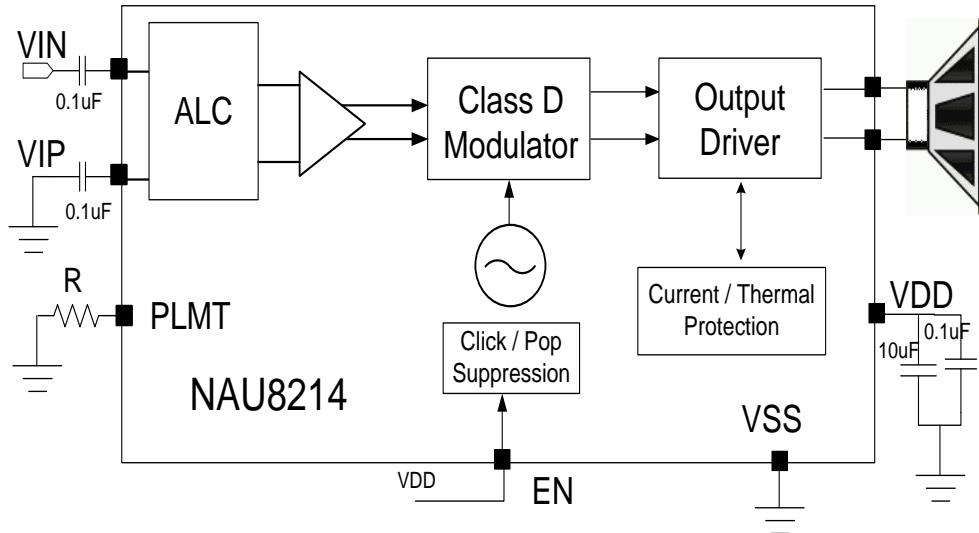 VIN
0.1uF
ALC
Class D
Modulator
Output
Driver
VIP
0.1uF
R
PLMT
Current / Thermal
Protection
VDD
0.1uF
10uF
Click / Pop
Suppression
NAU8214
VSS
VDD
EN